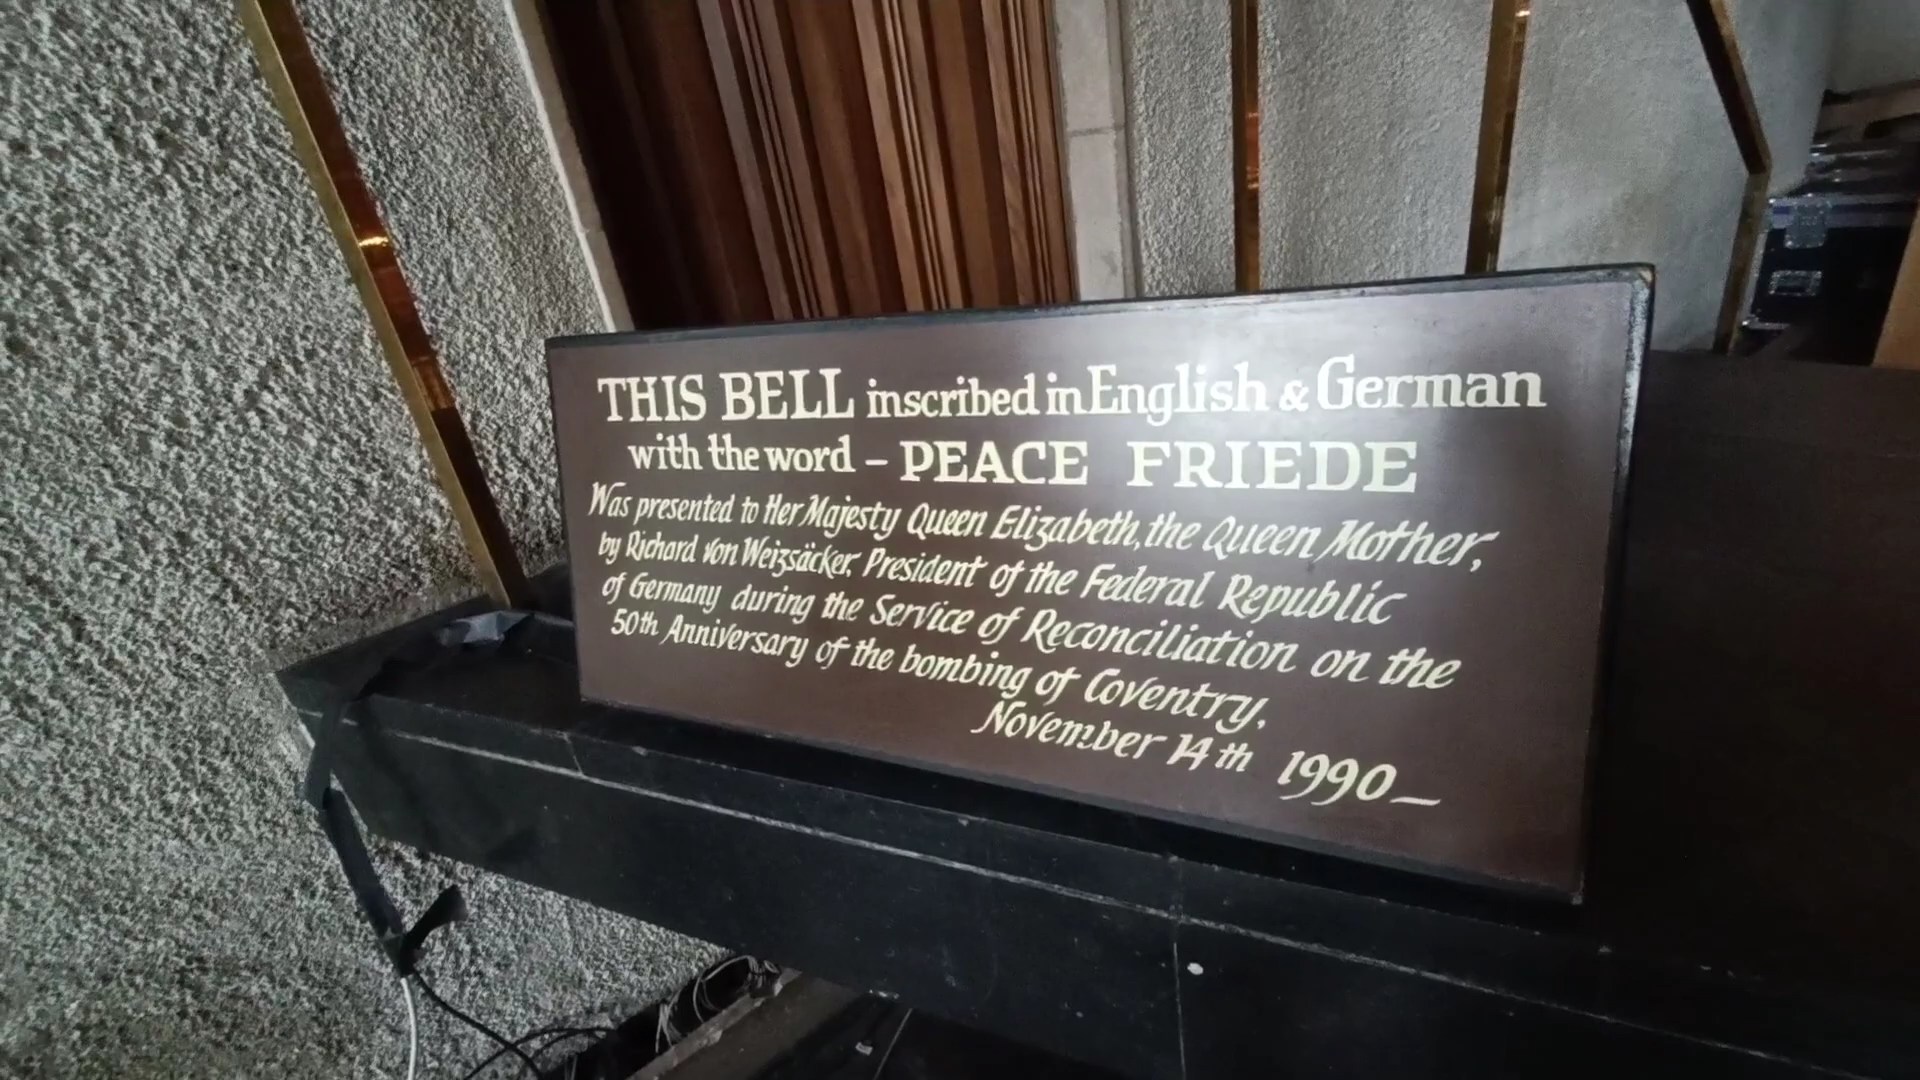 THIS BELL inscribed in English & German
with the word – PEACE FRIEDE
Was presented to Her Majesty Queen Elizabeth, the Queen Mother,
by Richard von Weizsäcker, President of the Federal Republic
of Germany during the Service of Reconciliation on the
50th Anniversary of the bombing of Coventry,
November 14th 1990 –